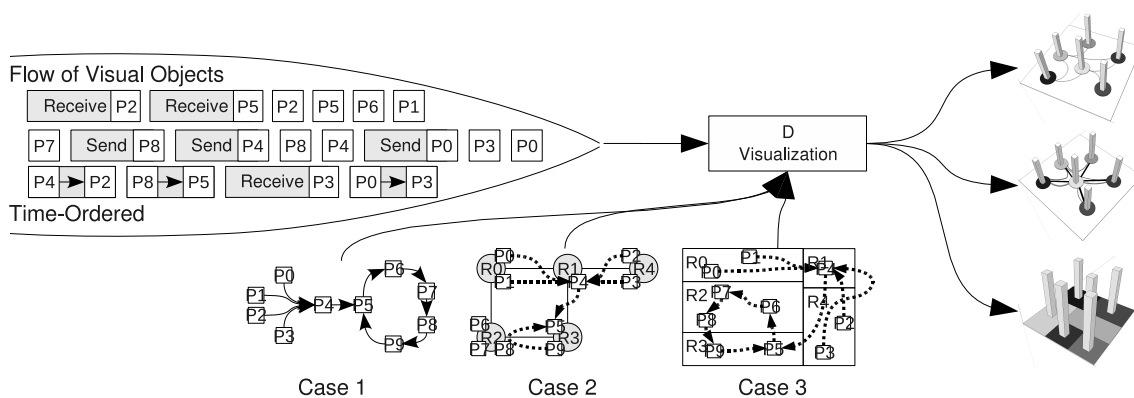 Flow of Visual Objects
Receive P2 Receive P5 P2 P5 P6 P1
P7 Send P8 Send P4 P8 P4 Send P0 P3 P0
P4 P2 P8 P5 Receive P3 P0 P3
Time-Ordered
D
Visualization
P0
P1
P2
P3
P4
P5
P6
P7
P8
P9
Case 1
P0 P2
R0 R1 R4
P1 P4 P3
P6 P5
R2 R3
P7 P8 P9
Case 2
R0 P1 R1
P0 P4
R2 P7 R4
P6
P8 P2
R3 P9 P5 P3
Case 3